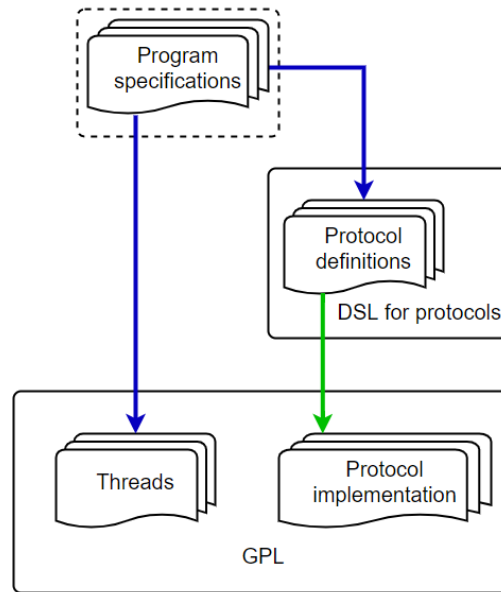 Program
specifications
Protocol
definitions
DSL for protocols
Threads
Protocol
implementation
GPL